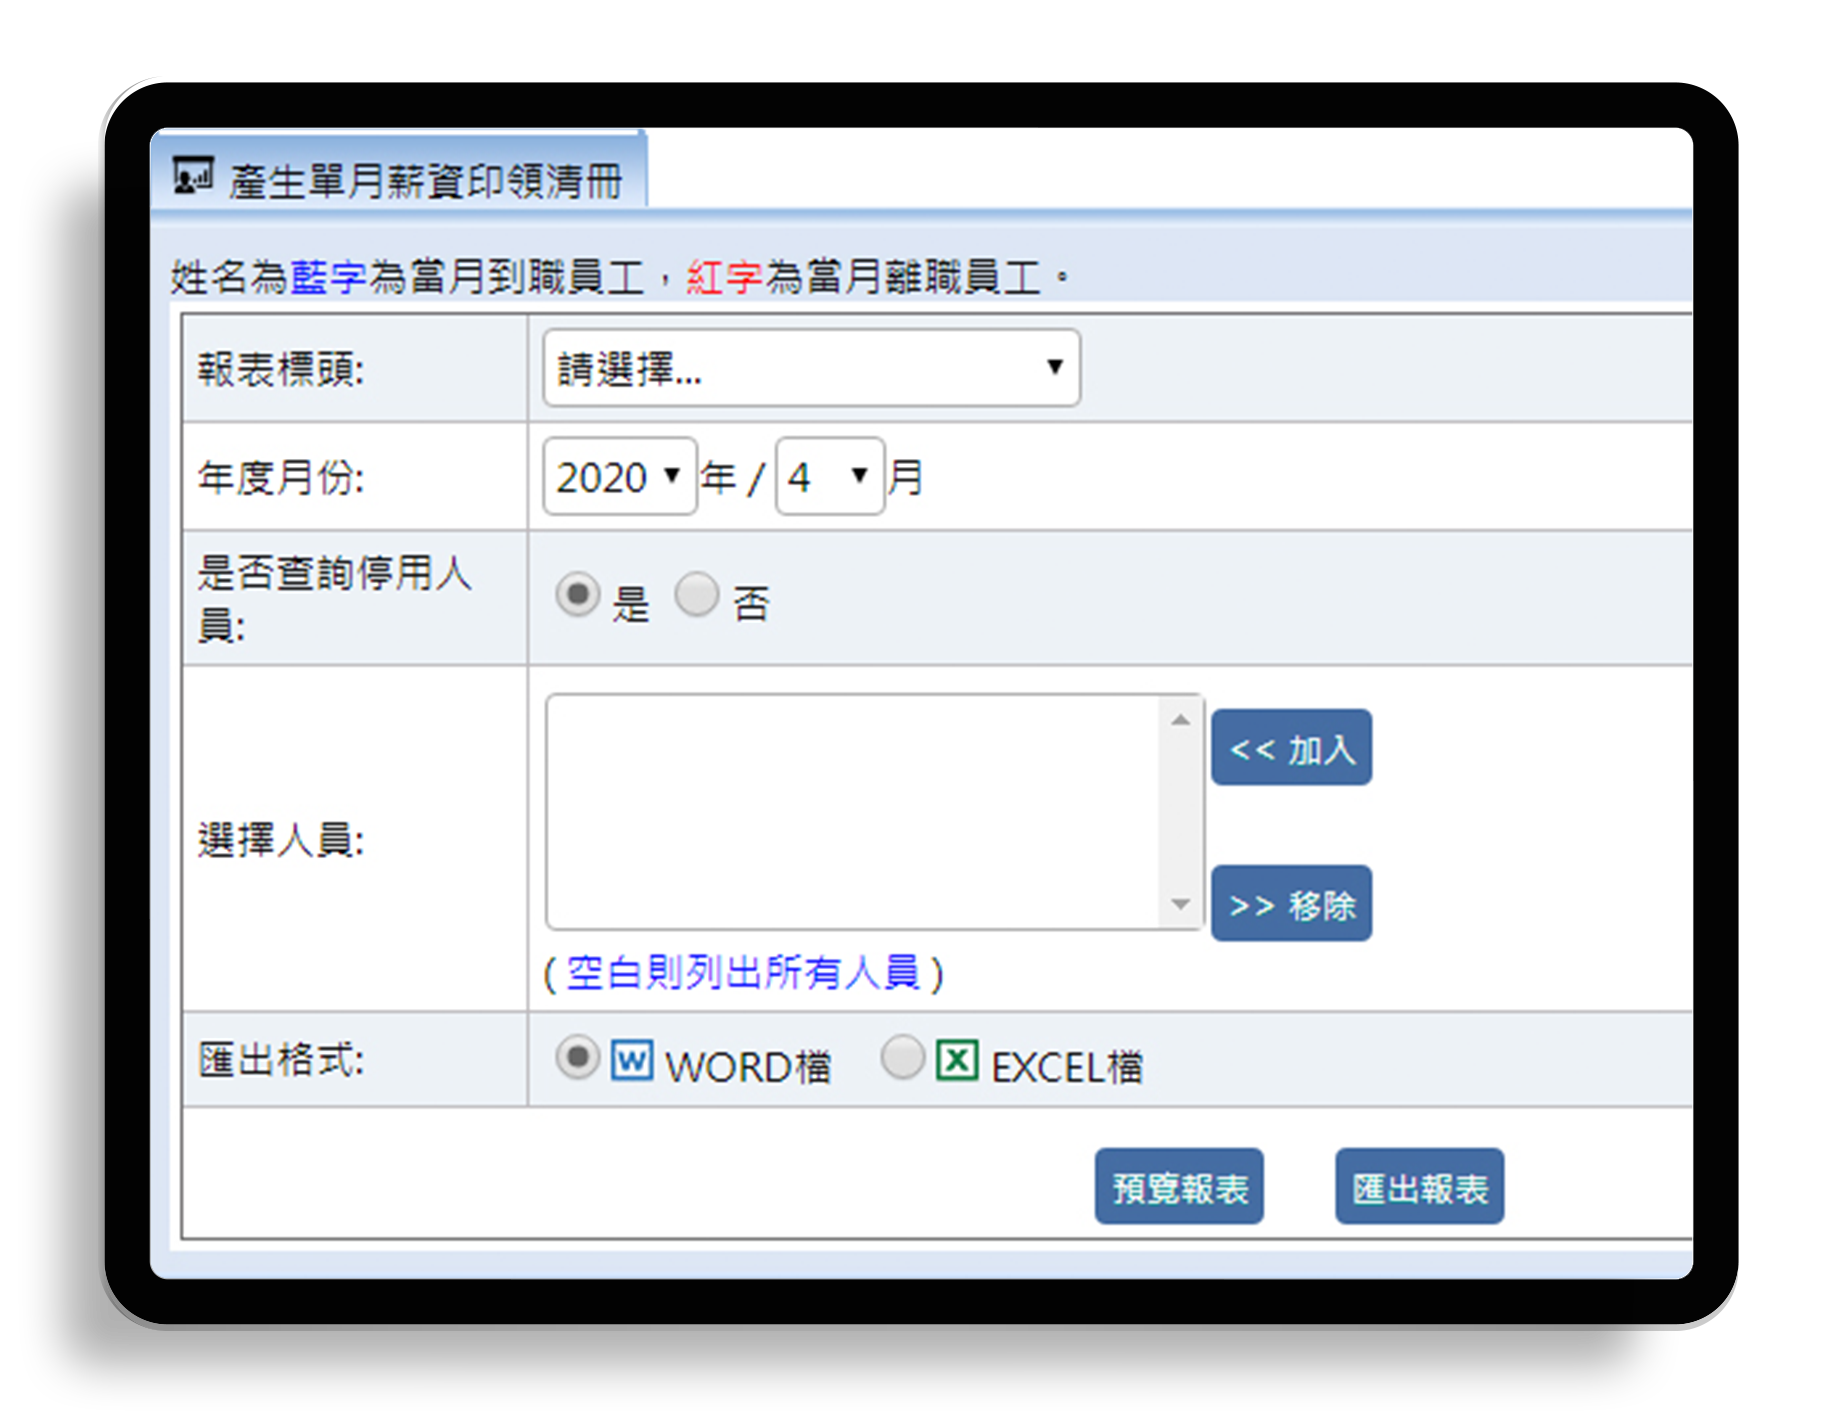 產生單月薪資印領清冊
姓名為藍字為當月到職員工，紅字為當月離職員工。
報表標頭: 請選擇...
年度月份: 2020 年 / 4 月
是否查詢停用人
員:
是 否
選擇人員:
<< 加入
>> 移除
( 空白則列出所有人員 )
匯出格式: WORD檔 EXCEL檔
預覽報表 匯出報表